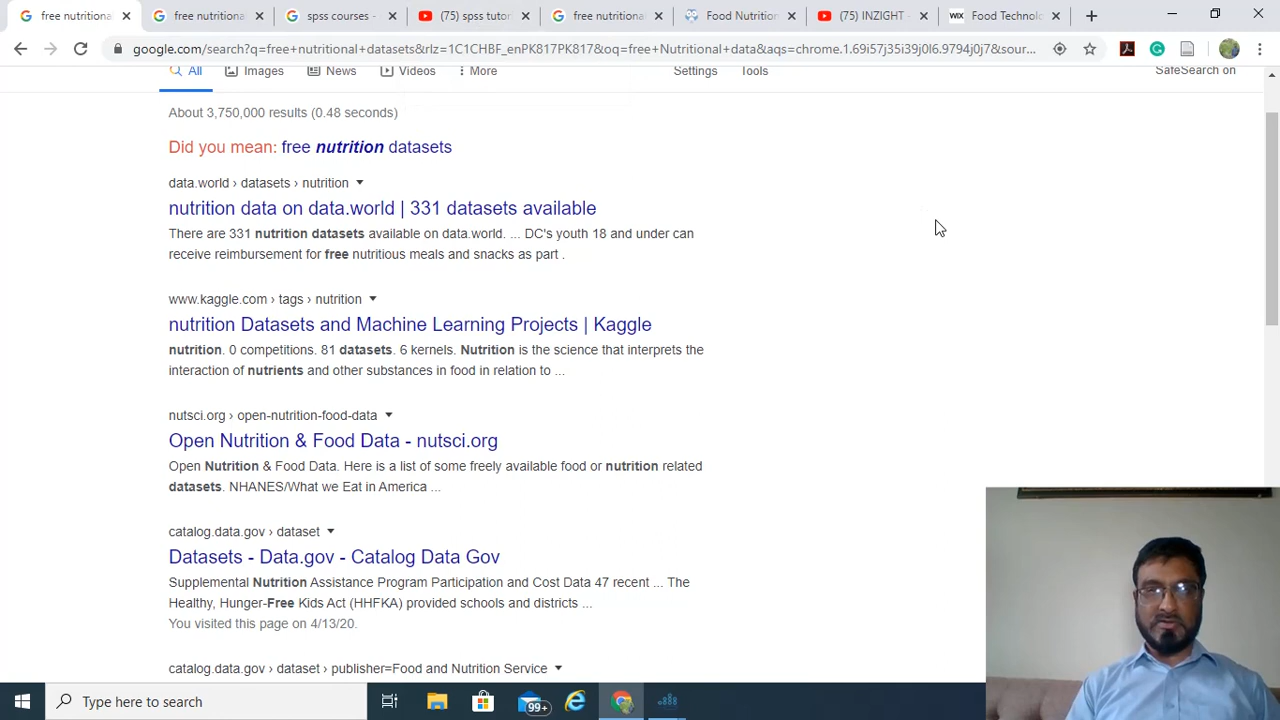 free nutritiona
free nutritiona
spss courses -
(75) spss tutor
free nutritiona
Food Nutrition
(75) INZIGHT -
WIX Food Technolo
google.com/search?q=free+nutritional+datasets&rlz=1C1CHBF_enPK817PK817&oq=free+Nutritional+data&aqs=chrome.1.69i57j35i39j0l6.9794j0j7&sour...
All Images News Videos More Settings Tools SafeSearch on
About 3,750,000 results (0.48 seconds)
Did you mean: free nutrition datasets
data.world › datasets › nutrition
nutrition data on data.world | 331 datasets available
There are 331 nutrition datasets available on data.world. ... DC's youth 18 and under can
receive reimbursement for free nutritious meals and snacks as part .
www.kaggle.com › tags › nutrition
nutrition Datasets and Machine Learning Projects | Kaggle
nutrition. 0 competitions. 81 datasets. 6 kernels. Nutrition is the science that interprets the
interaction of nutrients and other substances in food in relation to ...
nutsci.org › open-nutrition-food-data
Open Nutrition & Food Data - nutsci.org
Open Nutrition & Food Data. Here is a list of some freely available food or nutrition related
datasets. NHANES/What we Eat in America ...
catalog.data.gov › dataset
Datasets - Data.gov - Catalog Data Gov
Supplemental Nutrition Assistance Program Participation and Cost Data 47 recent ... The
Healthy, Hunger-Free Kids Act (HHFKA) provided schools and districts ...
You visited this page on 4/13/20.
catalog.data.gov › dataset › publisher=Food and Nutrition Service
Type here to search
99+